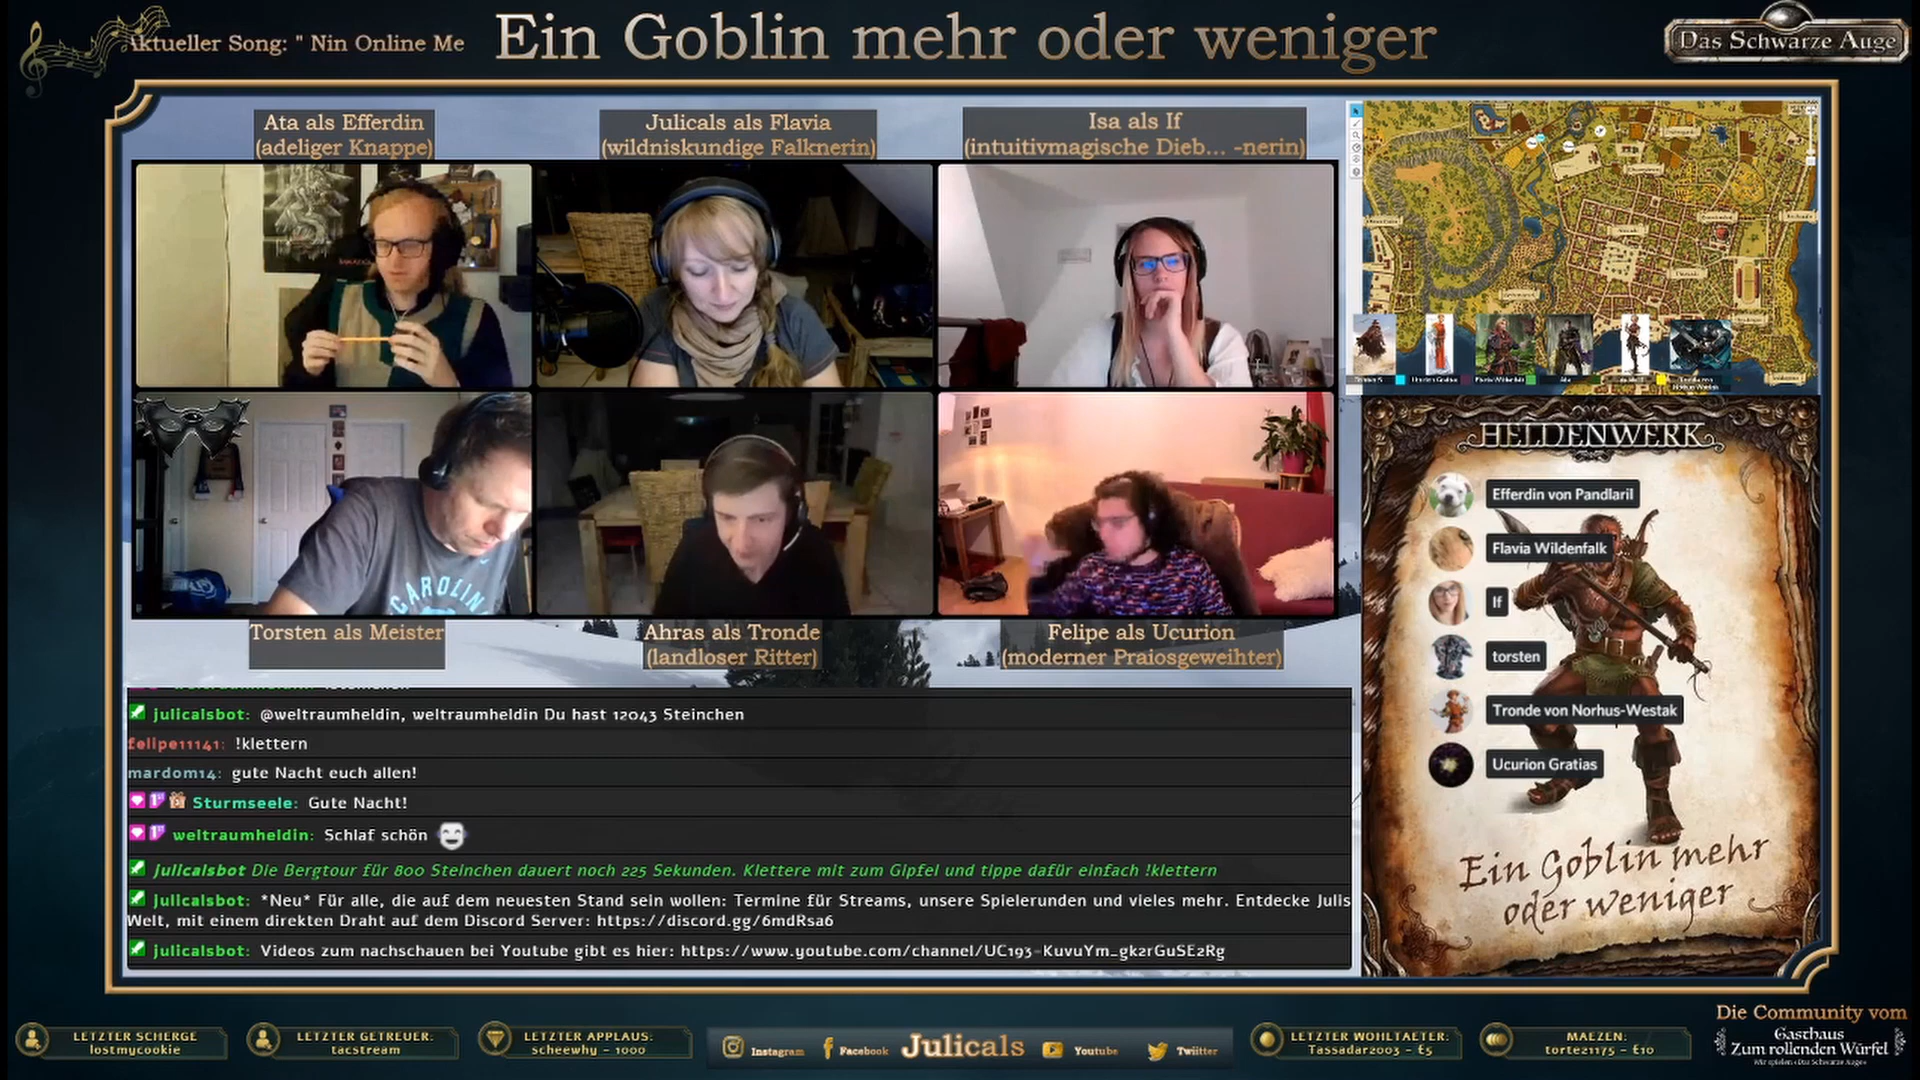 Aktueller Song: " Nin Online Me
Ein Goblin mehr oder weniger
Das Schwarze Auge
Ata als Efferdin
(adeliger Knappe)
Julicals als Flavia
(wildniskundige Falknerin)
Isa als If
(intuitivmagische Dieb... -nerin)
CAROLIN
Torsten als Meister
Ahras als Tronde
(landloser Ritter)
Felipe als Ucurion
(moderner Praiosgeweihter)
HELDENWERK
Efferdin von Pandlaril
Flavia Wildenfalk
If
torsten
Tronde von Norhus-Westak
Ucurion Gratias
Ein Goblin mehr
oder weniger
julicalsbot: @weltraumheldin, weltraumheldin Du hast 12043 Steinchen
felipe11141: !klettern
mardom14: gute Nacht euch allen!
Sturmseele: Gute Nacht!
weltraumheldin: Schlaf schön
Julicalsbot Die Bergtour für 800 Steinchen dauert noch 225 Sekunden. Klettere mit zum Gipfel und tippe dafür einfach !klettern
julicalsbot: *Neu* Für alle, die auf dem neuesten Stand sein wollen: Termine für Streams, unsere Spielerunden und vieles mehr. Entdecke Julis
Welt, mit einem direkten Draht auf dem Discord Server: https://discord.gg/6mdRsa6
julicalsbot: Videos zum nachschauen bei Youtube gibt es hier: https://www.youtube.com/channel/UC193-KuvuYm_gk2rGuSE2Rg
LETZTER SCHERGE
lostmycookie
LETZTER GETREUER:
tacstream
LETZTER APPLAUS:
scheewhy - 1000
Instagram
Facebook
Julicals
Youtube
Twiitter
LETZTER WOHLTAETER:
Tassadar2003 - €5
MAEZEN:
torte21175 - €10
Die Community vom
Gasthaus
Zum rollenden Würfel
Wir spielen »Das Schwarze Auge«